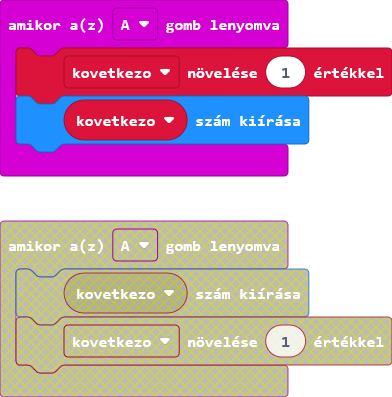 amikor a(z) A gomb lenyomva
kovetkezo növelése 1 értékkel
kovetkezo szám kiírása
amikor a(z) A gomb lenyomva
kovetkezo szám kiírása
kovetkezo növelése 1 értékkel